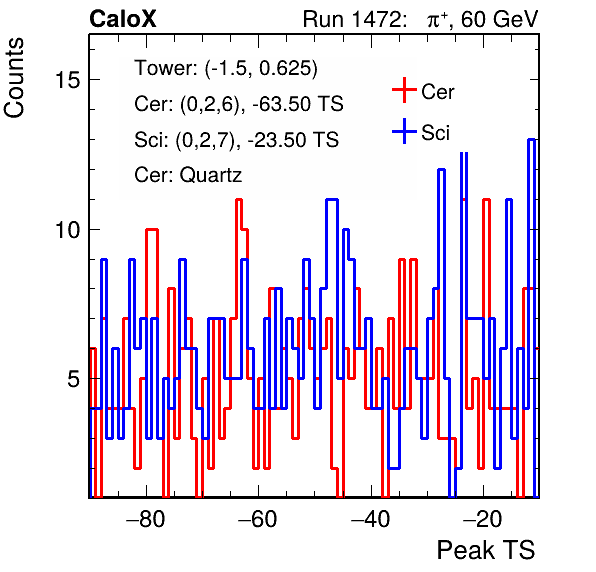 CaloX Run 1472: π⁺, 60 GeV
Counts
Tower: (-1.5, 0.625)
Cer: (0,2,6), -63.50 TS
Sci: (0,2,7), -23.50 TS
Cer: Quartz
Cer
Sci
15
10
5
−80 −60 −40 −20
Peak TS